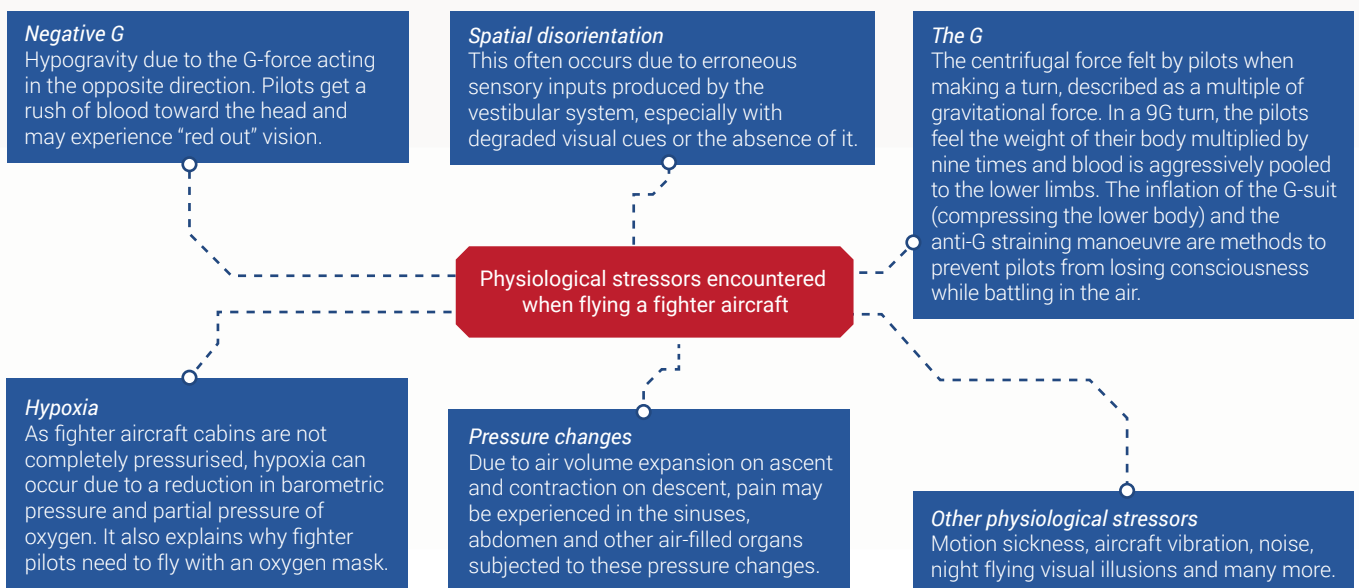 Negative G
Hypogravity due to the G-force acting
in the opposite direction. Pilots get a
rush of blood toward the head and
may experience “red out” vision.
Spatial disorientation
This often occurs due to erroneous
sensory inputs produced by the
vestibular system, especially with
degraded visual cues or the absence of it.
The G
The centrifugal force felt by pilots when
making a turn, described as a multiple of
gravitational force. In a 9G turn, the pilots
feel the weight of their body multiplied by
nine times and blood is aggressively pooled
to the lower limbs. The inflation of the G-suit
(compressing the lower body) and the
anti-G straining manoeuvre are methods to
prevent pilots from losing consciousness
while battling in the air.
Physiological stressors encountered
when flying a fighter aircraft
Hypoxia
As fighter aircraft cabins are not
completely pressurised, hypoxia can
occur due to a reduction in barometric
pressure and partial pressure of
oxygen. It also explains why fighter
pilots need to fly with an oxygen mask.
Pressure changes
Due to air volume expansion on ascent
and contraction on descent, pain may
be experienced in the sinuses,
abdomen and other air-filled organs
subjected to these pressure changes.
Other physiological stressors
Motion sickness, aircraft vibration, noise,
night flying visual illusions and many more.